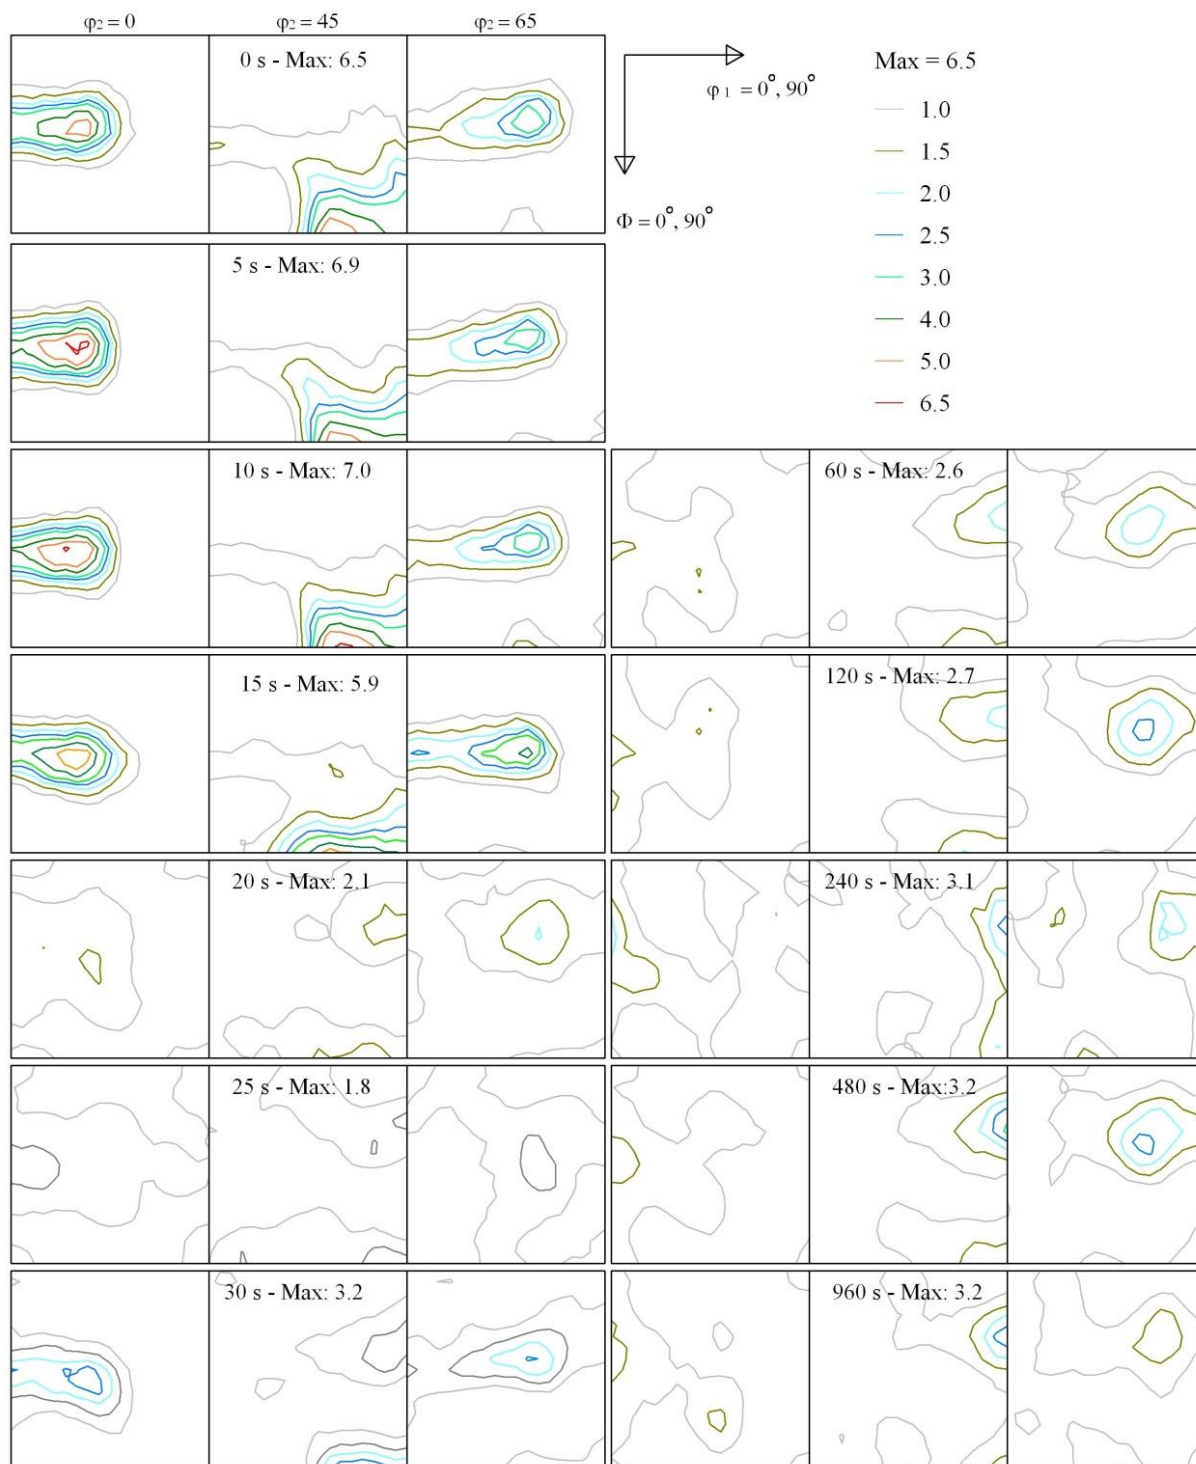 φ₂ = 0 φ₂ = 45 φ₂ = 65
0 s - Max: 6.5
φ ₁ = 0°, 90°
Φ = 0°, 90°
Max = 6.5
1.0
1.5
2.0
2.5
3.0
4.0
5.0
6.5
5 s - Max: 6.9
10 s - Max: 7.0
60 s - Max: 2.6
15 s - Max: 5.9
120 s - Max: 2.7
20 s - Max: 2.1
240 s - Max: 3.1
25 s - Max: 1.8
480 s - Max:3.2
30 s - Max: 3.2
960 s - Max: 3.2